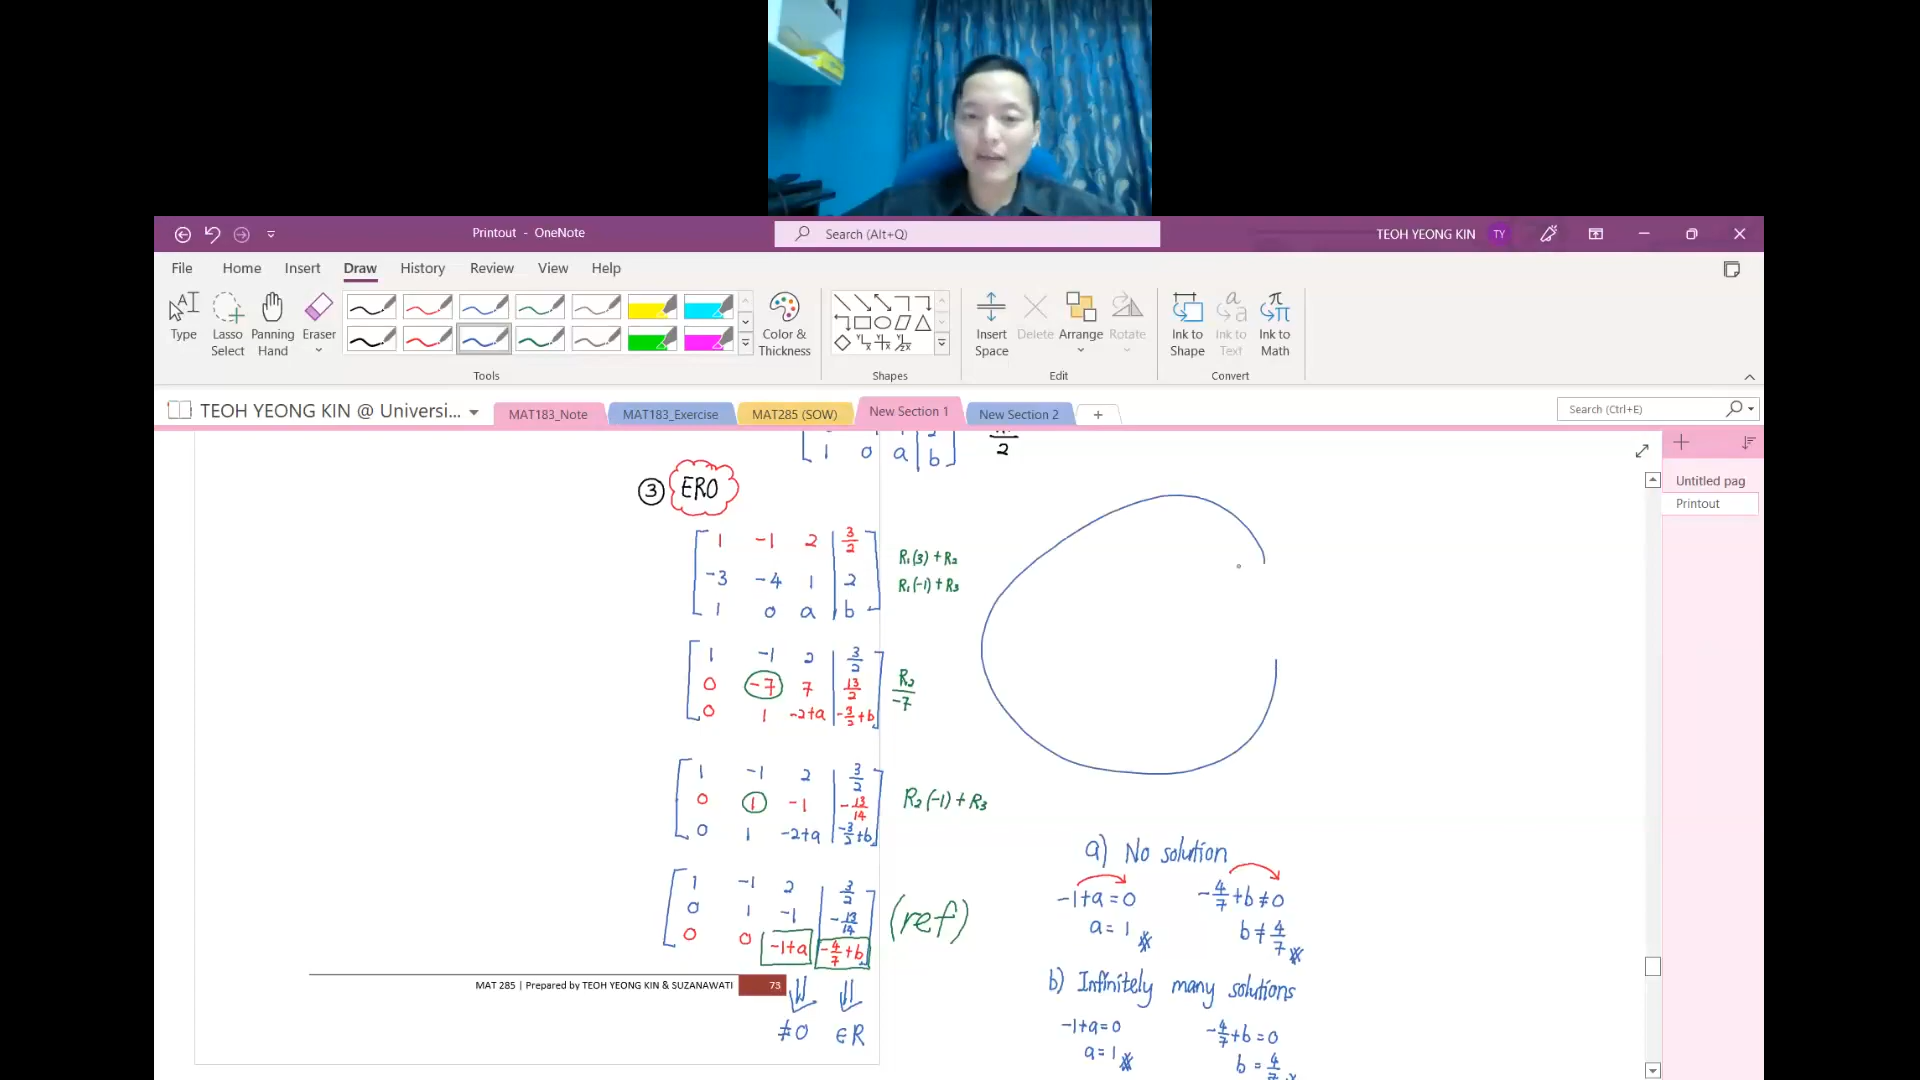 Printout - OneNote
Search (Alt+Q)
TEOH YEONG KIN TY
File Home Insert Draw History Review View Help
Type
Lasso Select
Panning Hand
Eraser
Color & Thickness
Insert Space
Delete
Arrange
Rotate
Ink to Shape
Ink to Text
Ink to Math
Tools Shapes Edit Convert
TEOH YEONG KIN @ Universi...
MAT183_Note MAT183_Exercise MAT285 (SOW) New Section 1 New Section 2 +
Search (Ctrl+E)
Untitled pag
Printout
1 0 a | b
2
③ ERO
1 -1 2 | 3/2
-3 -4 1 | 2
1 0 a | b
R₁(3) + R₂
R₁(-1) + R₃
1 -1 2 | 3/2
0 -7 7 | 13/2
0 1 -2+a | -3/2+b
R₂/-7
1 -1 2 | 3/2
0 1 -1 | -13/14
0 1 -2+a | -3/2+b
R₂(-1) + R₃
1 -1 2 | 3/2
0 1 -1 | -13/14
0 0 -1+a | -4/7+b
(ref)
MAT 285 | Prepared by TEOH YEONG KIN & SUZANAWATI 73
≠0 ∈R
a) No solution
-1+a=0 -4/7+b≠0
a=1 b≠4/7
b) Infinitely many solutions
-1+a=0 -4/7+b=0
a=1 b=4/7